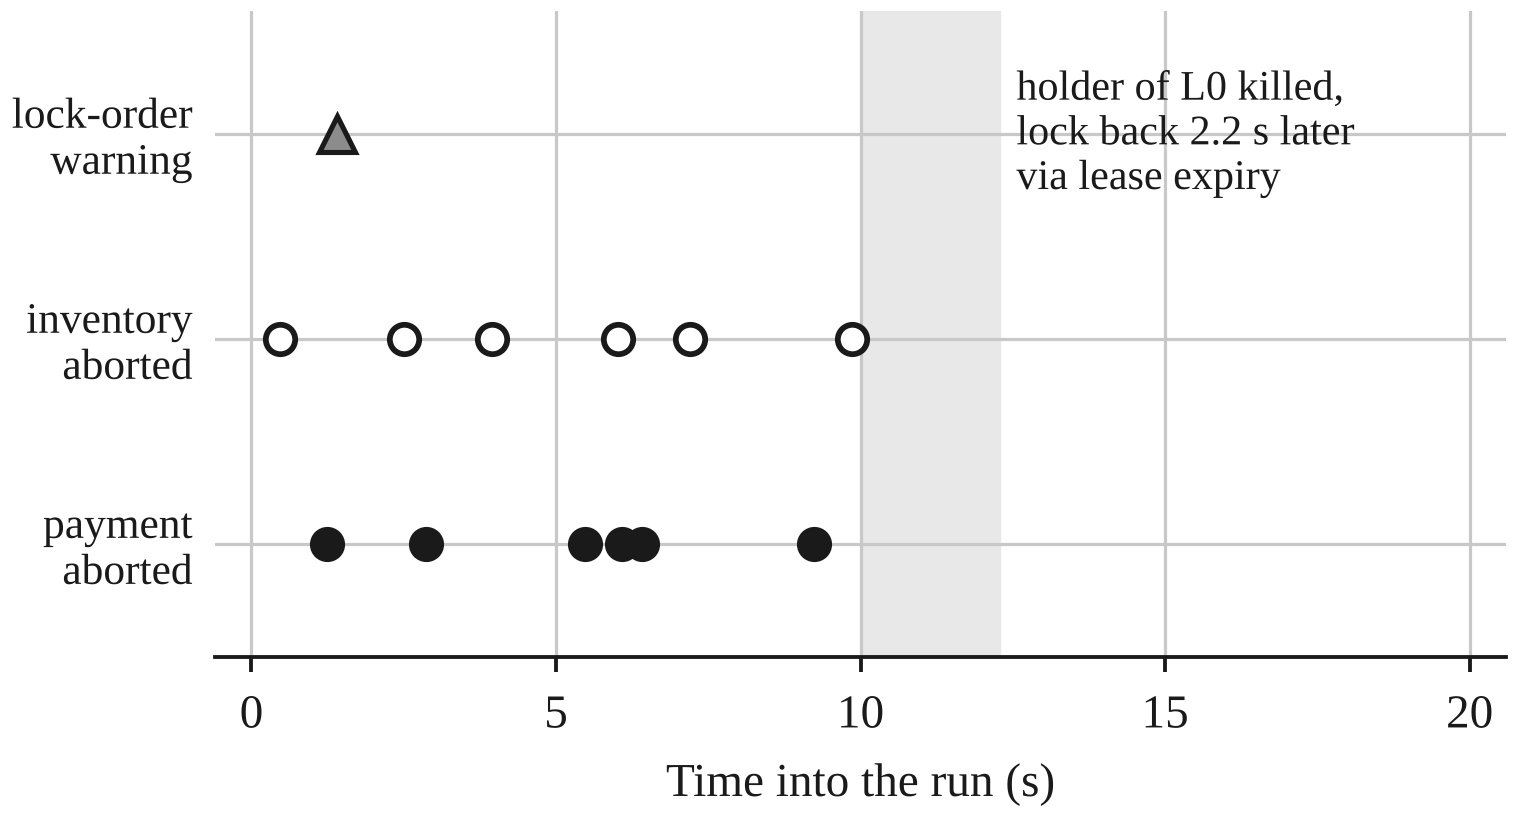 lock-order
warning
holder of L0 killed,
lock back 2.2 s later
via lease expiry
inventory
aborted
payment
aborted
0 5 10 15 20
Time into the run (s)